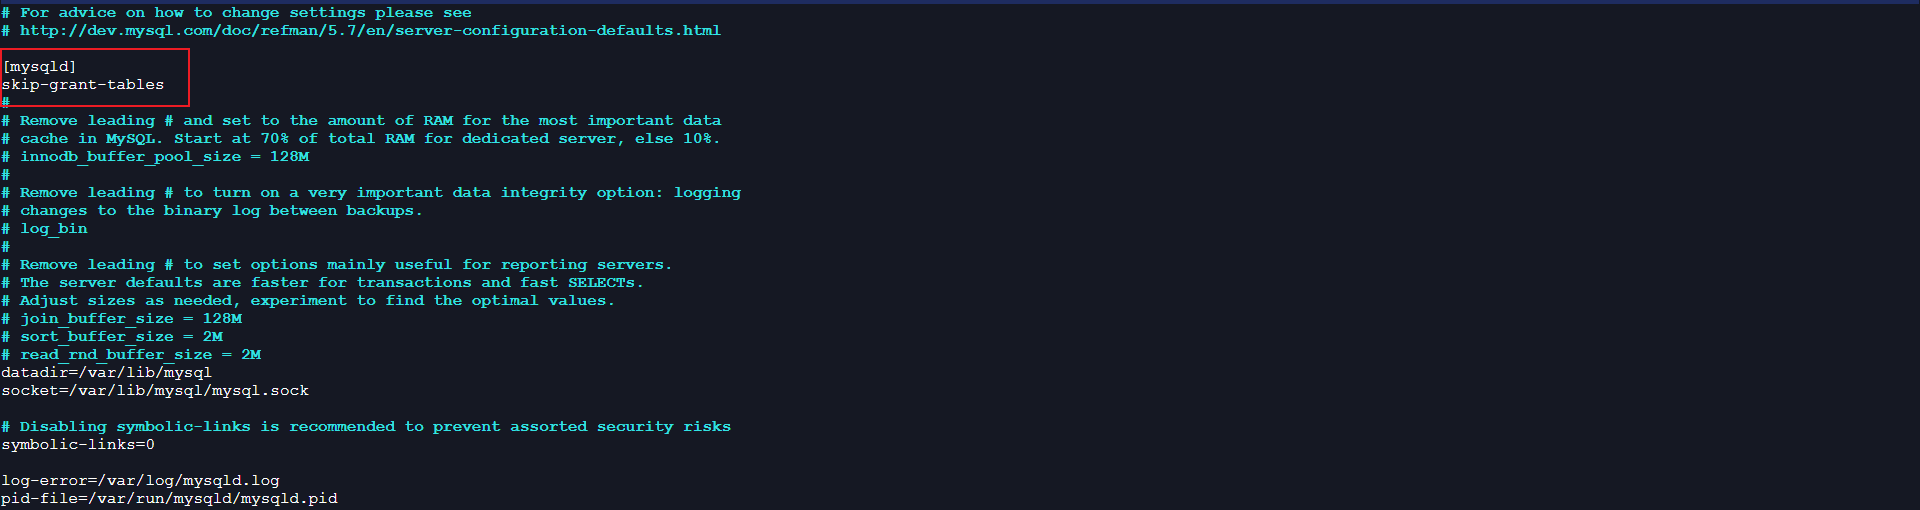 # For advice on how to change settings please see
# http://dev.mysql.com/doc/refman/5.7/en/server-configuration-defaults.html
[mysqld]
skip-grant-tables
#
# Remove leading # and set to the amount of RAM for the most important data
# cache in MySQL. Start at 70% of total RAM for dedicated server, else 10%.
# innodb_buffer_pool_size = 128M
#
# Remove leading # to turn on a very important data integrity option: logging
# changes to the binary log between backups.
# log_bin
#
# Remove leading # to set options mainly useful for reporting servers.
# The server defaults are faster for transactions and fast SELECTs.
# Adjust sizes as needed, experiment to find the optimal values.
# join_buffer_size = 128M
# sort_buffer_size = 2M
# read_rnd_buffer_size = 2M
datadir=/var/lib/mysql
socket=/var/lib/mysql/mysql.sock
# Disabling symbolic-links is recommended to prevent assorted security risks
symbolic-links=0
log-error=/var/log/mysqld.log
pid-file=/var/run/mysqld/mysqld.pid